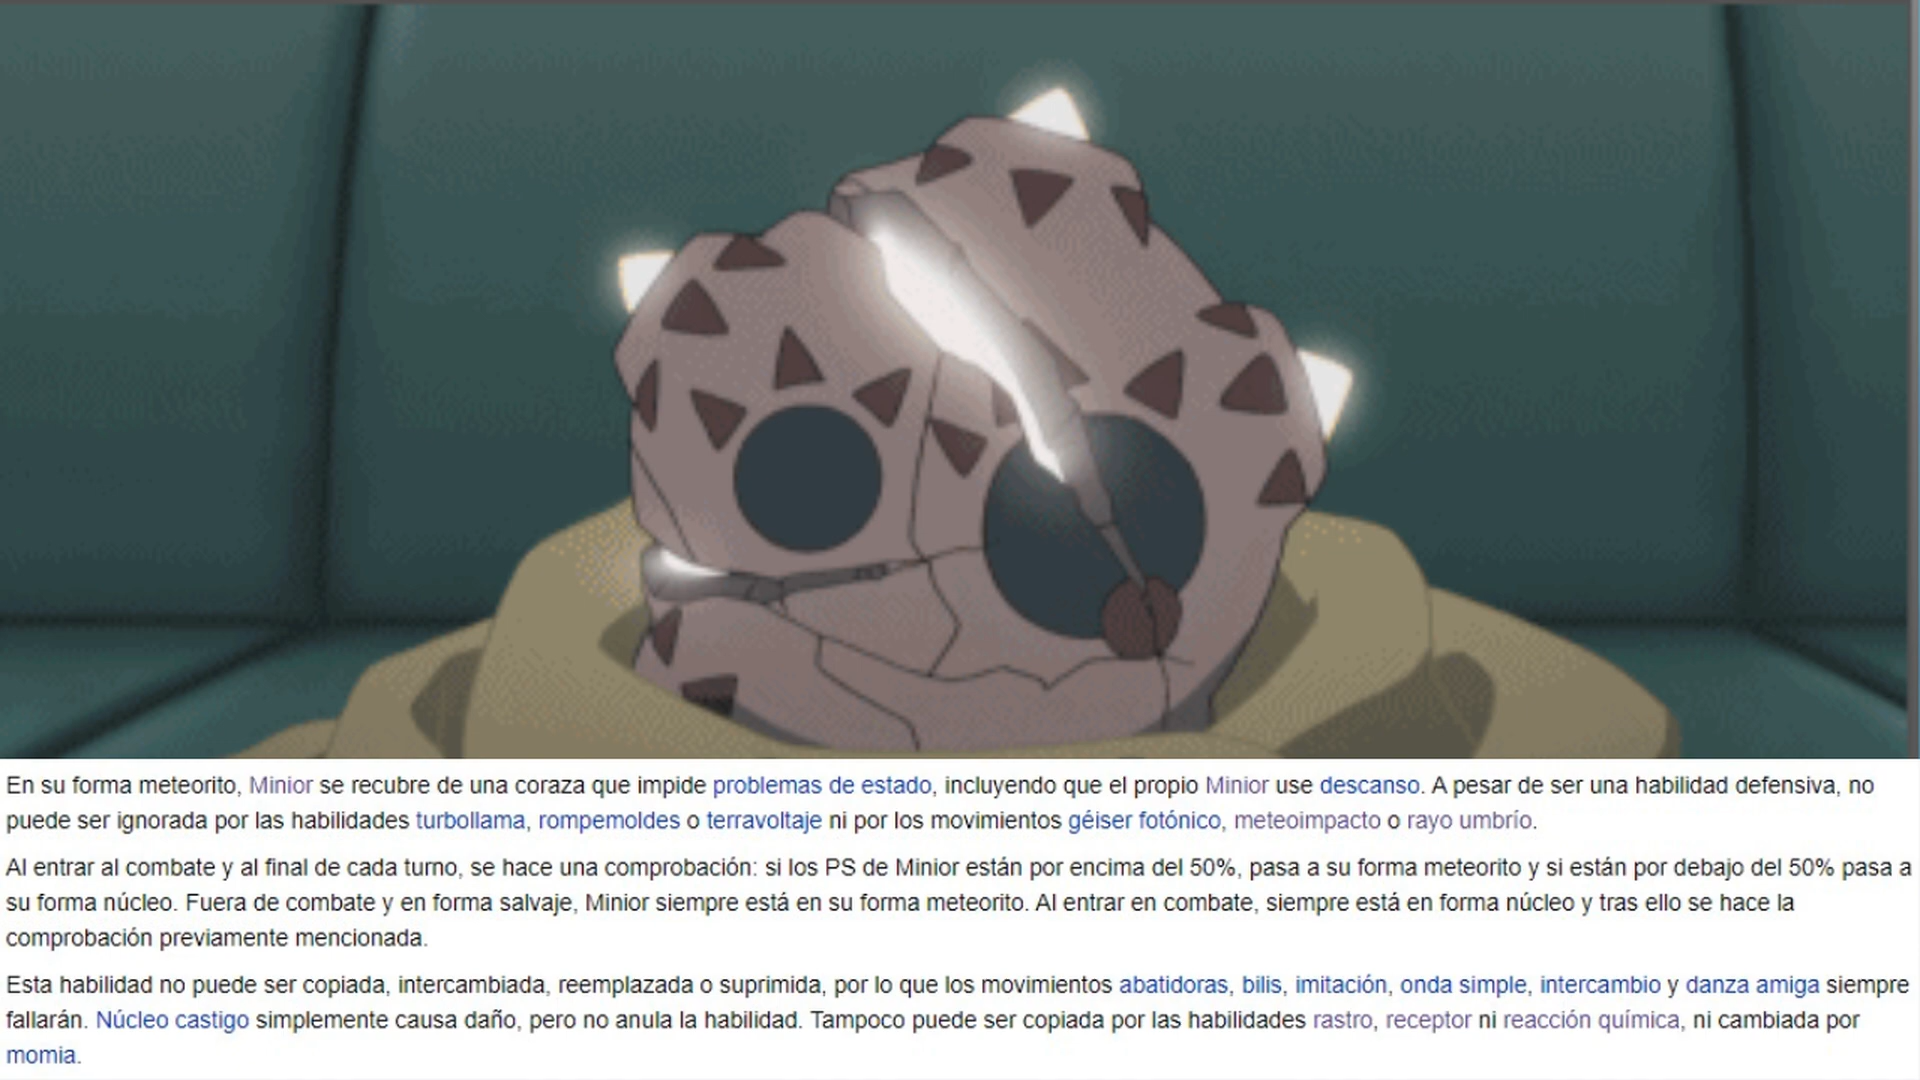 En su forma meteorito, Minior se recubre de una coraza que impide problemas de estado, incluyendo que el propio Minior use descanso. A pesar de ser una habilidad defensiva, no
puede ser ignorada por las habilidades turbollama, rompemoldes o terravoltaje ni por los movimientos géiser fotónico, meteoimpacto o rayo umbrío.
Al entrar al combate y al final de cada turno, se hace una comprobación: si los PS de Minior están por encima del 50%, pasa a su forma meteorito y si están por debajo del 50% pasa a
su forma núcleo. Fuera de combate y en forma salvaje, Minior siempre está en su forma meteorito. Al entrar en combate, siempre está en forma núcleo y tras ello se hace la
comprobación previamente mencionada.
Esta habilidad no puede ser copiada, intercambiada, reemplazada o suprimida, por lo que los movimientos abatidoras, bilis, imitación, onda simple, intercambio y danza amiga siempre
fallarán. Núcleo castigo simplemente causa daño, pero no anula la habilidad. Tampoco puede ser copiada por las habilidades rastro, receptor ni reacción química, ni cambiada por
momia.